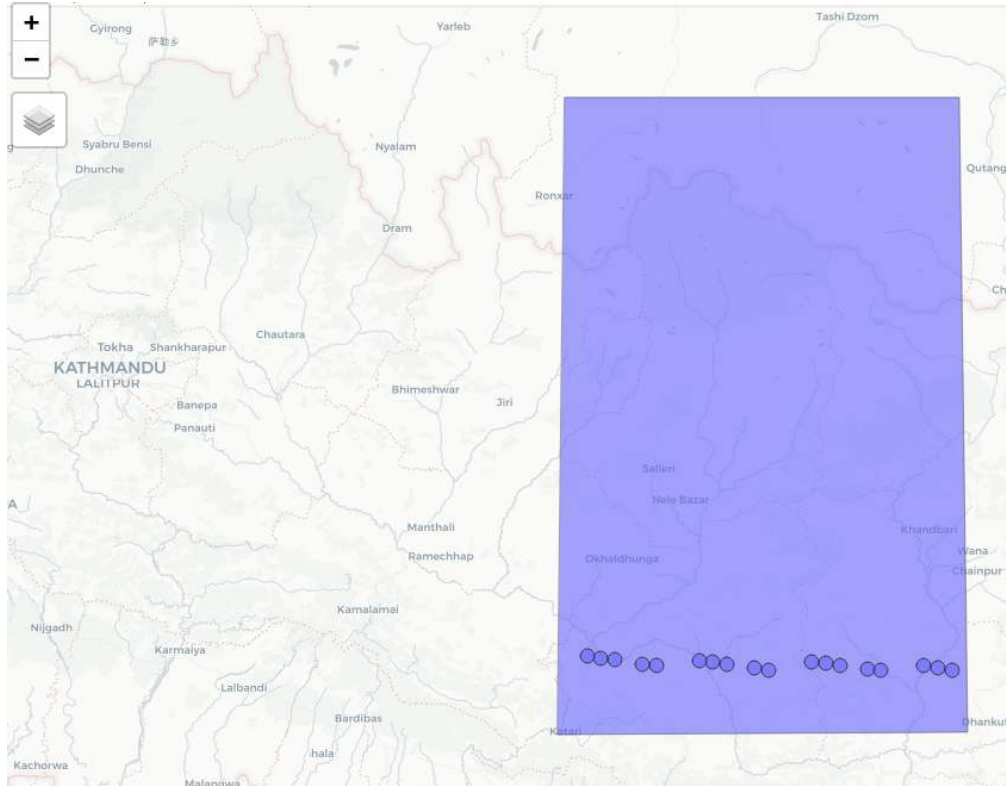 +
−
Gyirong
萨勒乡
Yarleb
Tashi Dzom
Syabru Bensi
Dhunche
Nyalam
Qutang
Ronxar
Dram
Ch
Chautara
Tokha
Shankharapur
KATHMANDU
LALITPUR
Bhimeshwar
Jiri
Banepa
Panauti
Salleri
Nele Bazar
A
Manthali
Khandbari
Ramechhap
Okhaldhunga
Wana
Chainpur
Kamalamai
Nijgadh
Karmaiya
Lalbandi
Bardibas
Katari
Dhankut
hala
Kachorwa
Malangwa